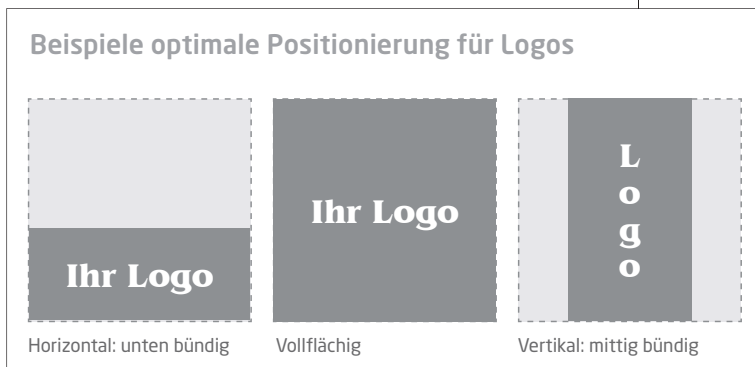 Beispiele optimale Positionierung für Logos
Ihr Logo
Ihr Logo
L
o
g
o
Horizontal: unten bündig
Vollflächig
Vertikal: mittig bündig